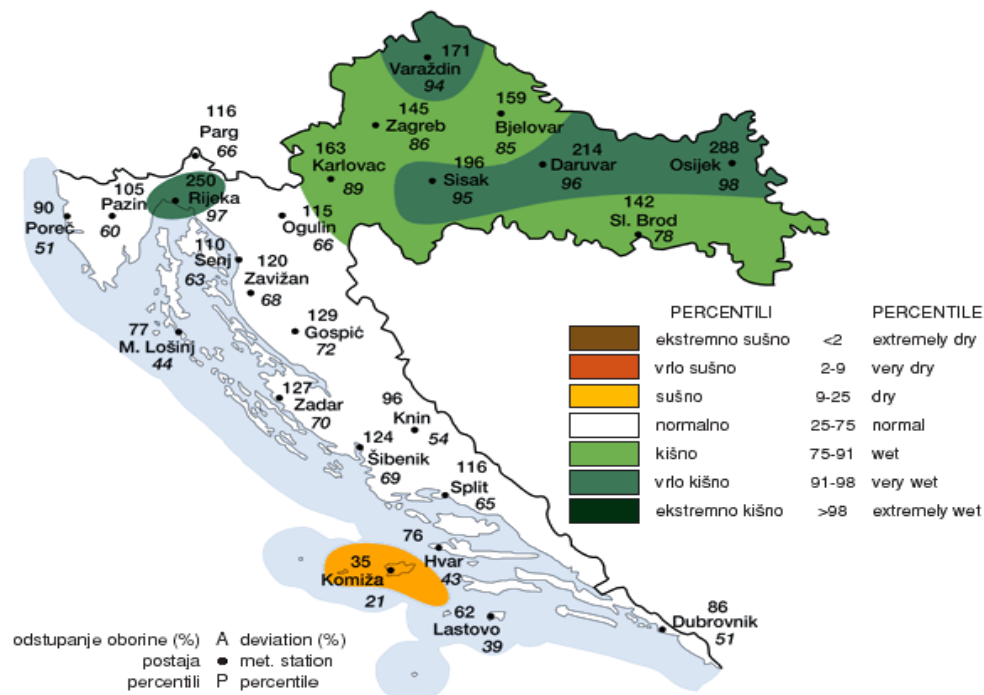 171
Varaždin
94
145
Zagreb
86
159
Bjelovar
85
116
Parg
66
163
Karlovac
89
196
Sisak
95
214
Daruvar
96
288
Osijek
98
142
Sl. Brod
78
90
Poreč
51
105
Pazin
60
250
Rijeka
97
115
Ogulin
66
110
Senj
63
120
Zavižan
68
129
Gospić
72
77
M. Lošinj
44
127
Zadar
70
96
Knin
54
124
Šibenik
69
116
Split
65
76
Hvar
43
35
Komiža
21
62
Lastovo
39
86
Dubrovnik
51
PERCENTILI PERCENTILE
ekstremno sušno <2 extremely dry
vrlo sušno 2-9 very dry
sušno 9-25 dry
normalno 25-75 normal
kišno 75-91 wet
vrlo kišno 91-98 very wet
ekstremno kišno >98 extremely wet
odstupanje oborine (%) A deviation (%)
postaja ● met. station
percentili P percentile